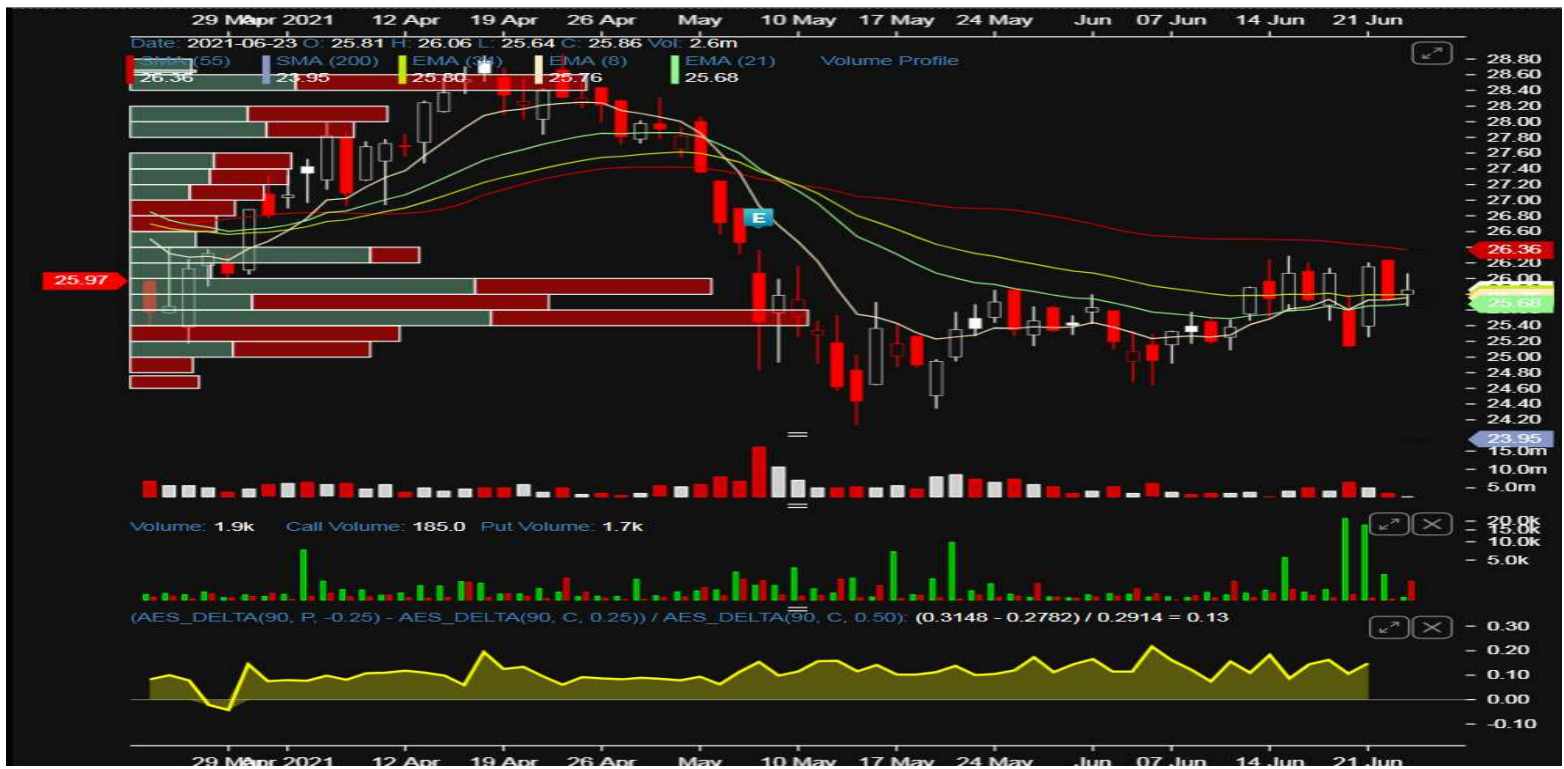 29 Mar Apr 2021 12 Apr 19 Apr 26 Apr May 10 May 17 May 24 May Jun 07 Jun 14 Jun 21 Jun
Date: 2021-06-23 O: 25.81 H: 26.06 L: 25.64 C: 25.86 Vol: 2.6m
SMA (55) SMA (200) EMA (34) EMA (8) EMA (21) Volume Profile
26.36 23.95 25.80 25.76 25.68
28.80
28.60
28.40
28.20
28.00
27.80
27.60
27.40
27.20
27.00
26.80
E
26.60
26.36
26.20
26.00
25.97
25.68
25.40
25.20
25.00
24.80
24.60
24.40
24.20
23.95
15.0m
10.0m
5.0m
Volume: 1.9k Call Volume: 185.0 Put Volume: 1.7k
20.0k
15.0k
10.0k
5.0k
(AES_DELTA(90, P, -0.25) - AES_DELTA(90, C, 0.25)) / AES_DELTA(90, C, 0.50): (0.3148 - 0.2782) / 0.2914 = 0.13
0.30
0.20
0.10
0.00
-0.10
29 Mar Apr 2021 12 Apr 19 Apr 26 Apr May 10 May 17 May 24 May Jun 07 Jun 14 Jun 21 Jun